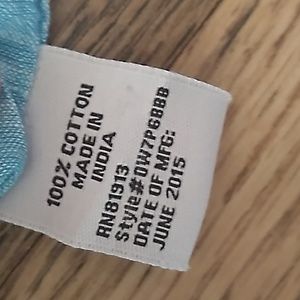 100% COTTON
MADE IN
INDIA
RN81913
Style#0W7P6BBB
DATE OF MFG:
JUNE 2015